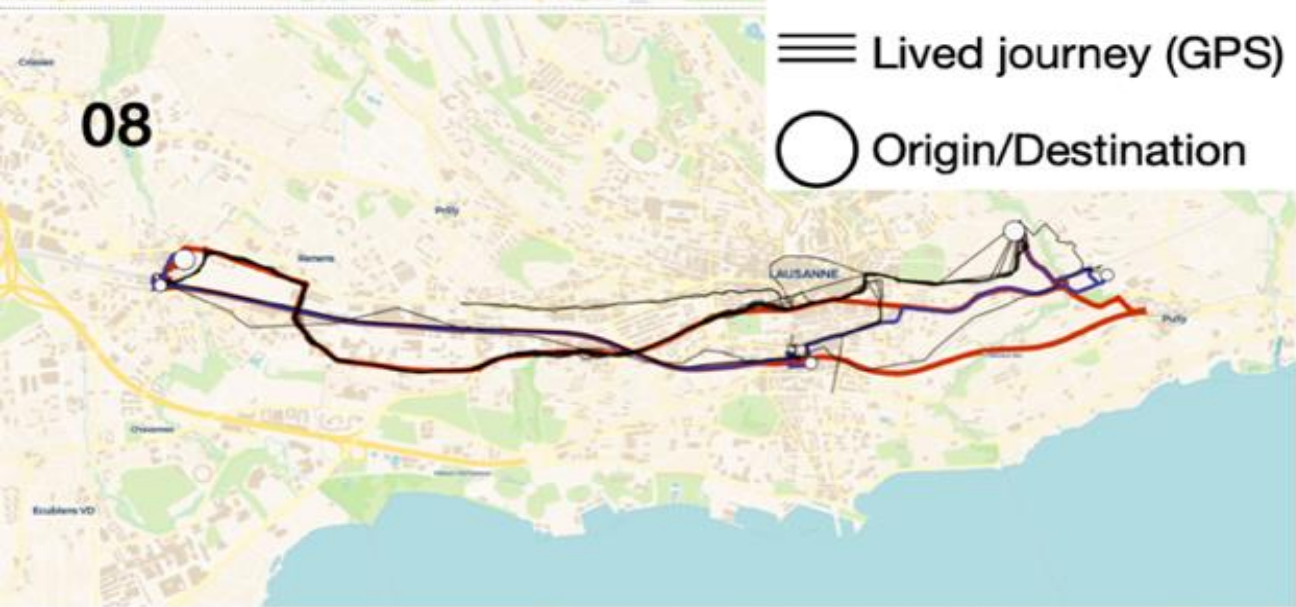 Lived journey (GPS)
Crissier
08
Origin/Destination
Prilly
Renens
LAUSANNE
Pully
Chavannes
Ecublens VD